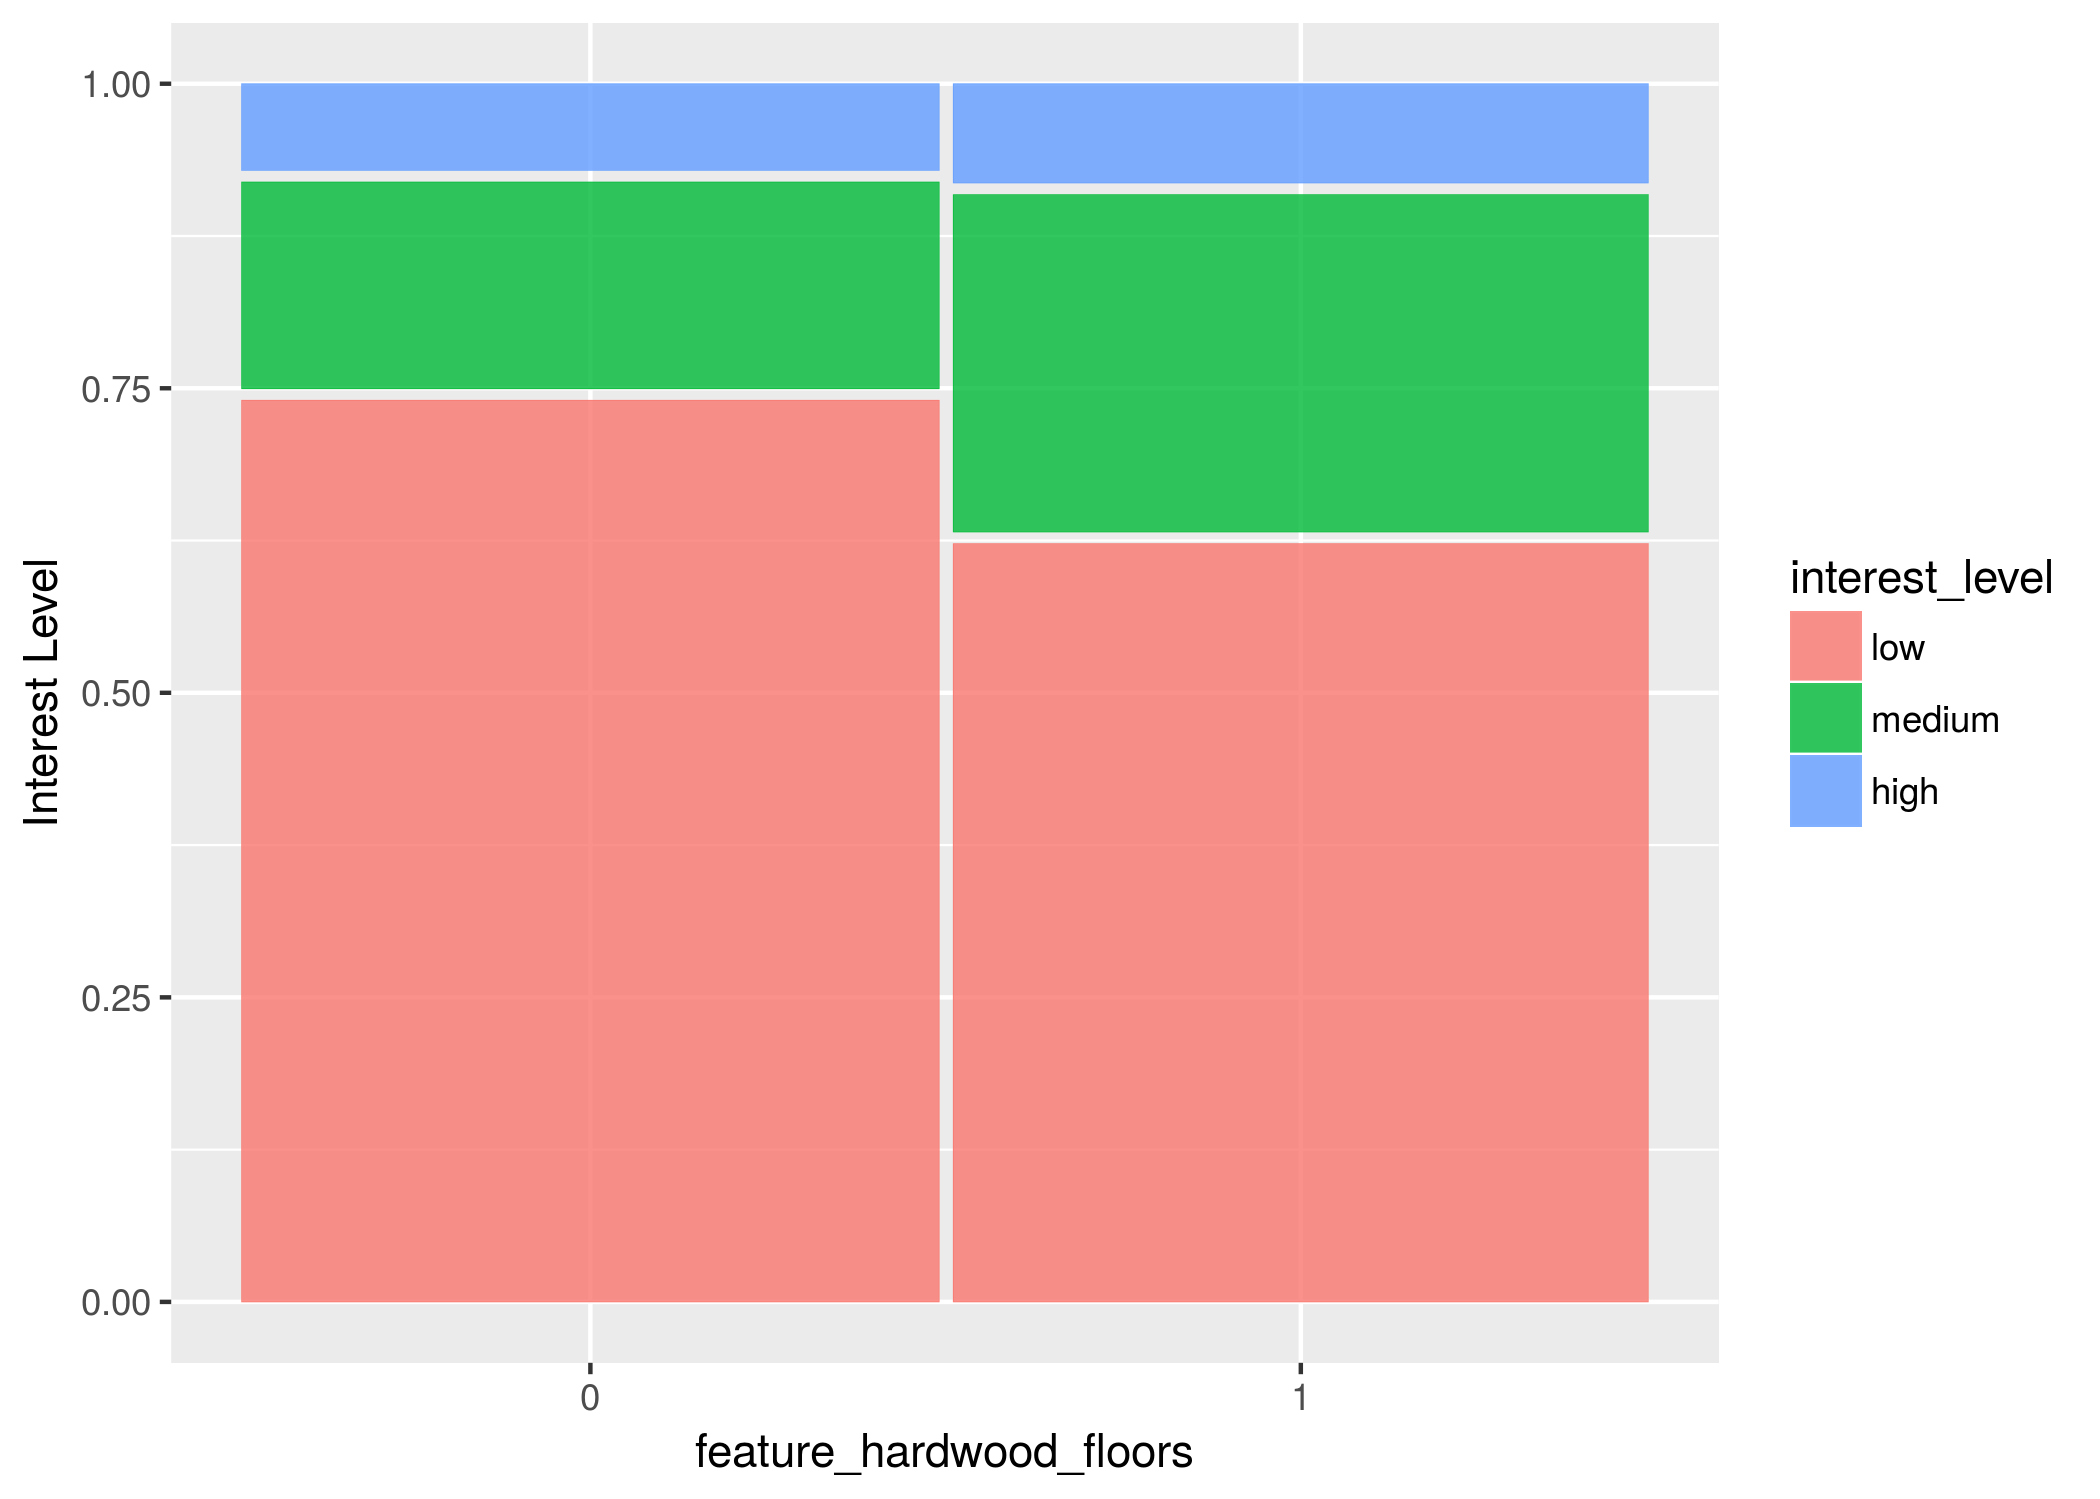 1.00
0.75
0.50
0.25
0.00
Interest Level
0
1
feature_hardwood_floors
interest_level
low
medium
high